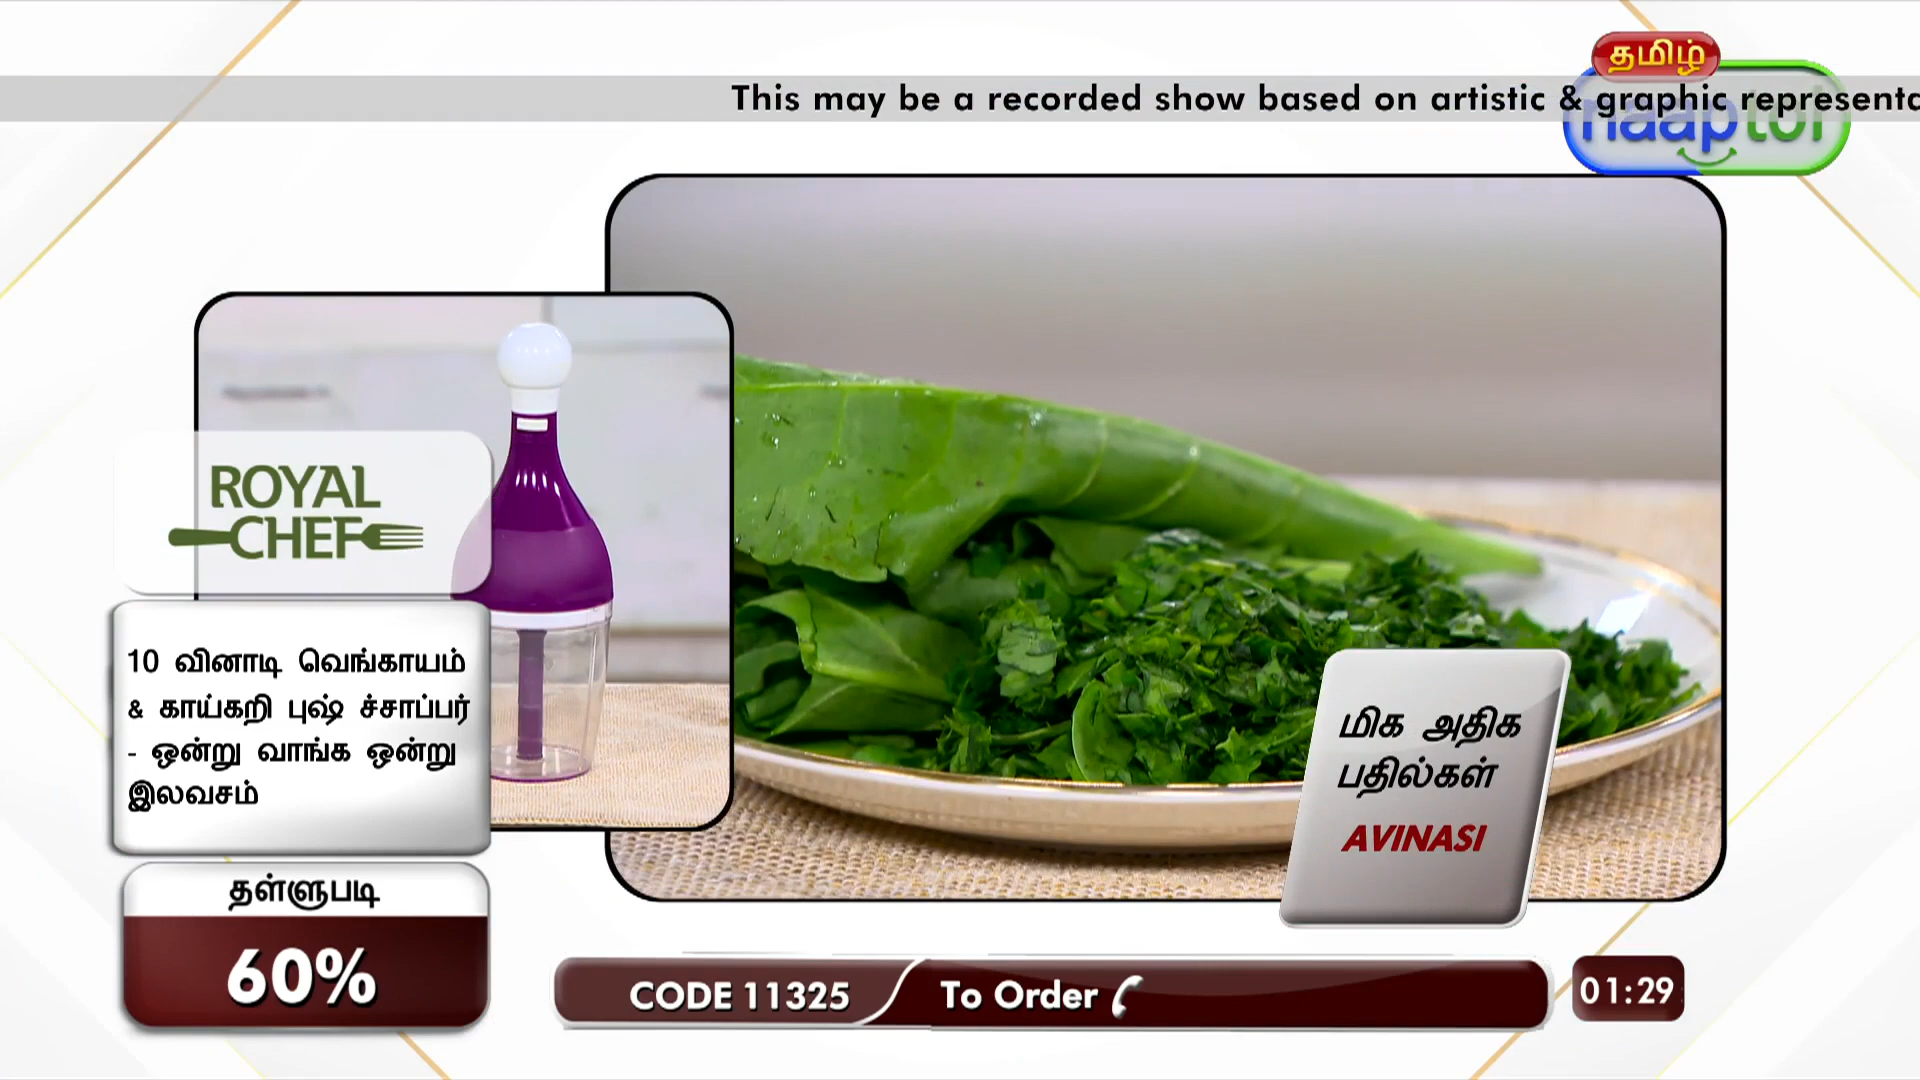 தமிழ்
This may be a recorded show based on artistic & graphic
naaptol
ROYAL
CHEF
10 வினாடி வெங்காயம்
& காய்கறி புஷ் ச்சாப்பர்
- ஒன்று வாங்க ஒன்று
இலவசம்
மிக அதிக
பதில்கள்
AVINASI
தள்ளுபடி
60%
CODE 11325
To Order
01:29